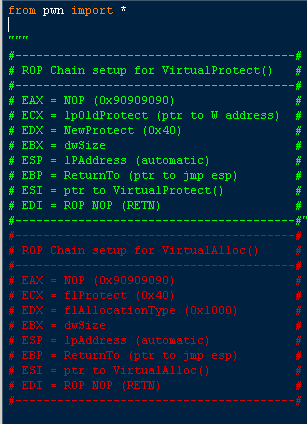 from pwn import *
""""
#----------------------------------------#
# ROP Chain setup for VirtualProtect()   #
#----------------------------------------#
# EAX = NOP (0x90909090)                 #
# ECX = lpOldProtect (ptr to W address)  #
# EDX = NewProtect (0x40)                #
# EBX = dwSize                           #
# ESP = lPAddress (automatic)            #
# EBP = ReturnTo (ptr to jmp esp)        #
# ESI = ptr to VirtualProtect()          #
# EDI = ROP NOP (RETN)                   #
#----------------------------------------#"
#----------------------------------------#
# ROP Chain setup for VirtualAlloc()     #
#----------------------------------------#
# EAX = NOP (0x90909090)                 #
# ECX = flProtect (0x40)                 #
# EDX = flAllocationType (0x1000)        #
# EBX = dwSize                           #
# ESP = lpAddress (automatic)            #
# EBP = ReturnTo (ptr to jmp esp)        #
# ESI = ptr to VirtualAlloc()            #
# EDI = ROP NOP (RETN)                   #
#----------------------------------------#